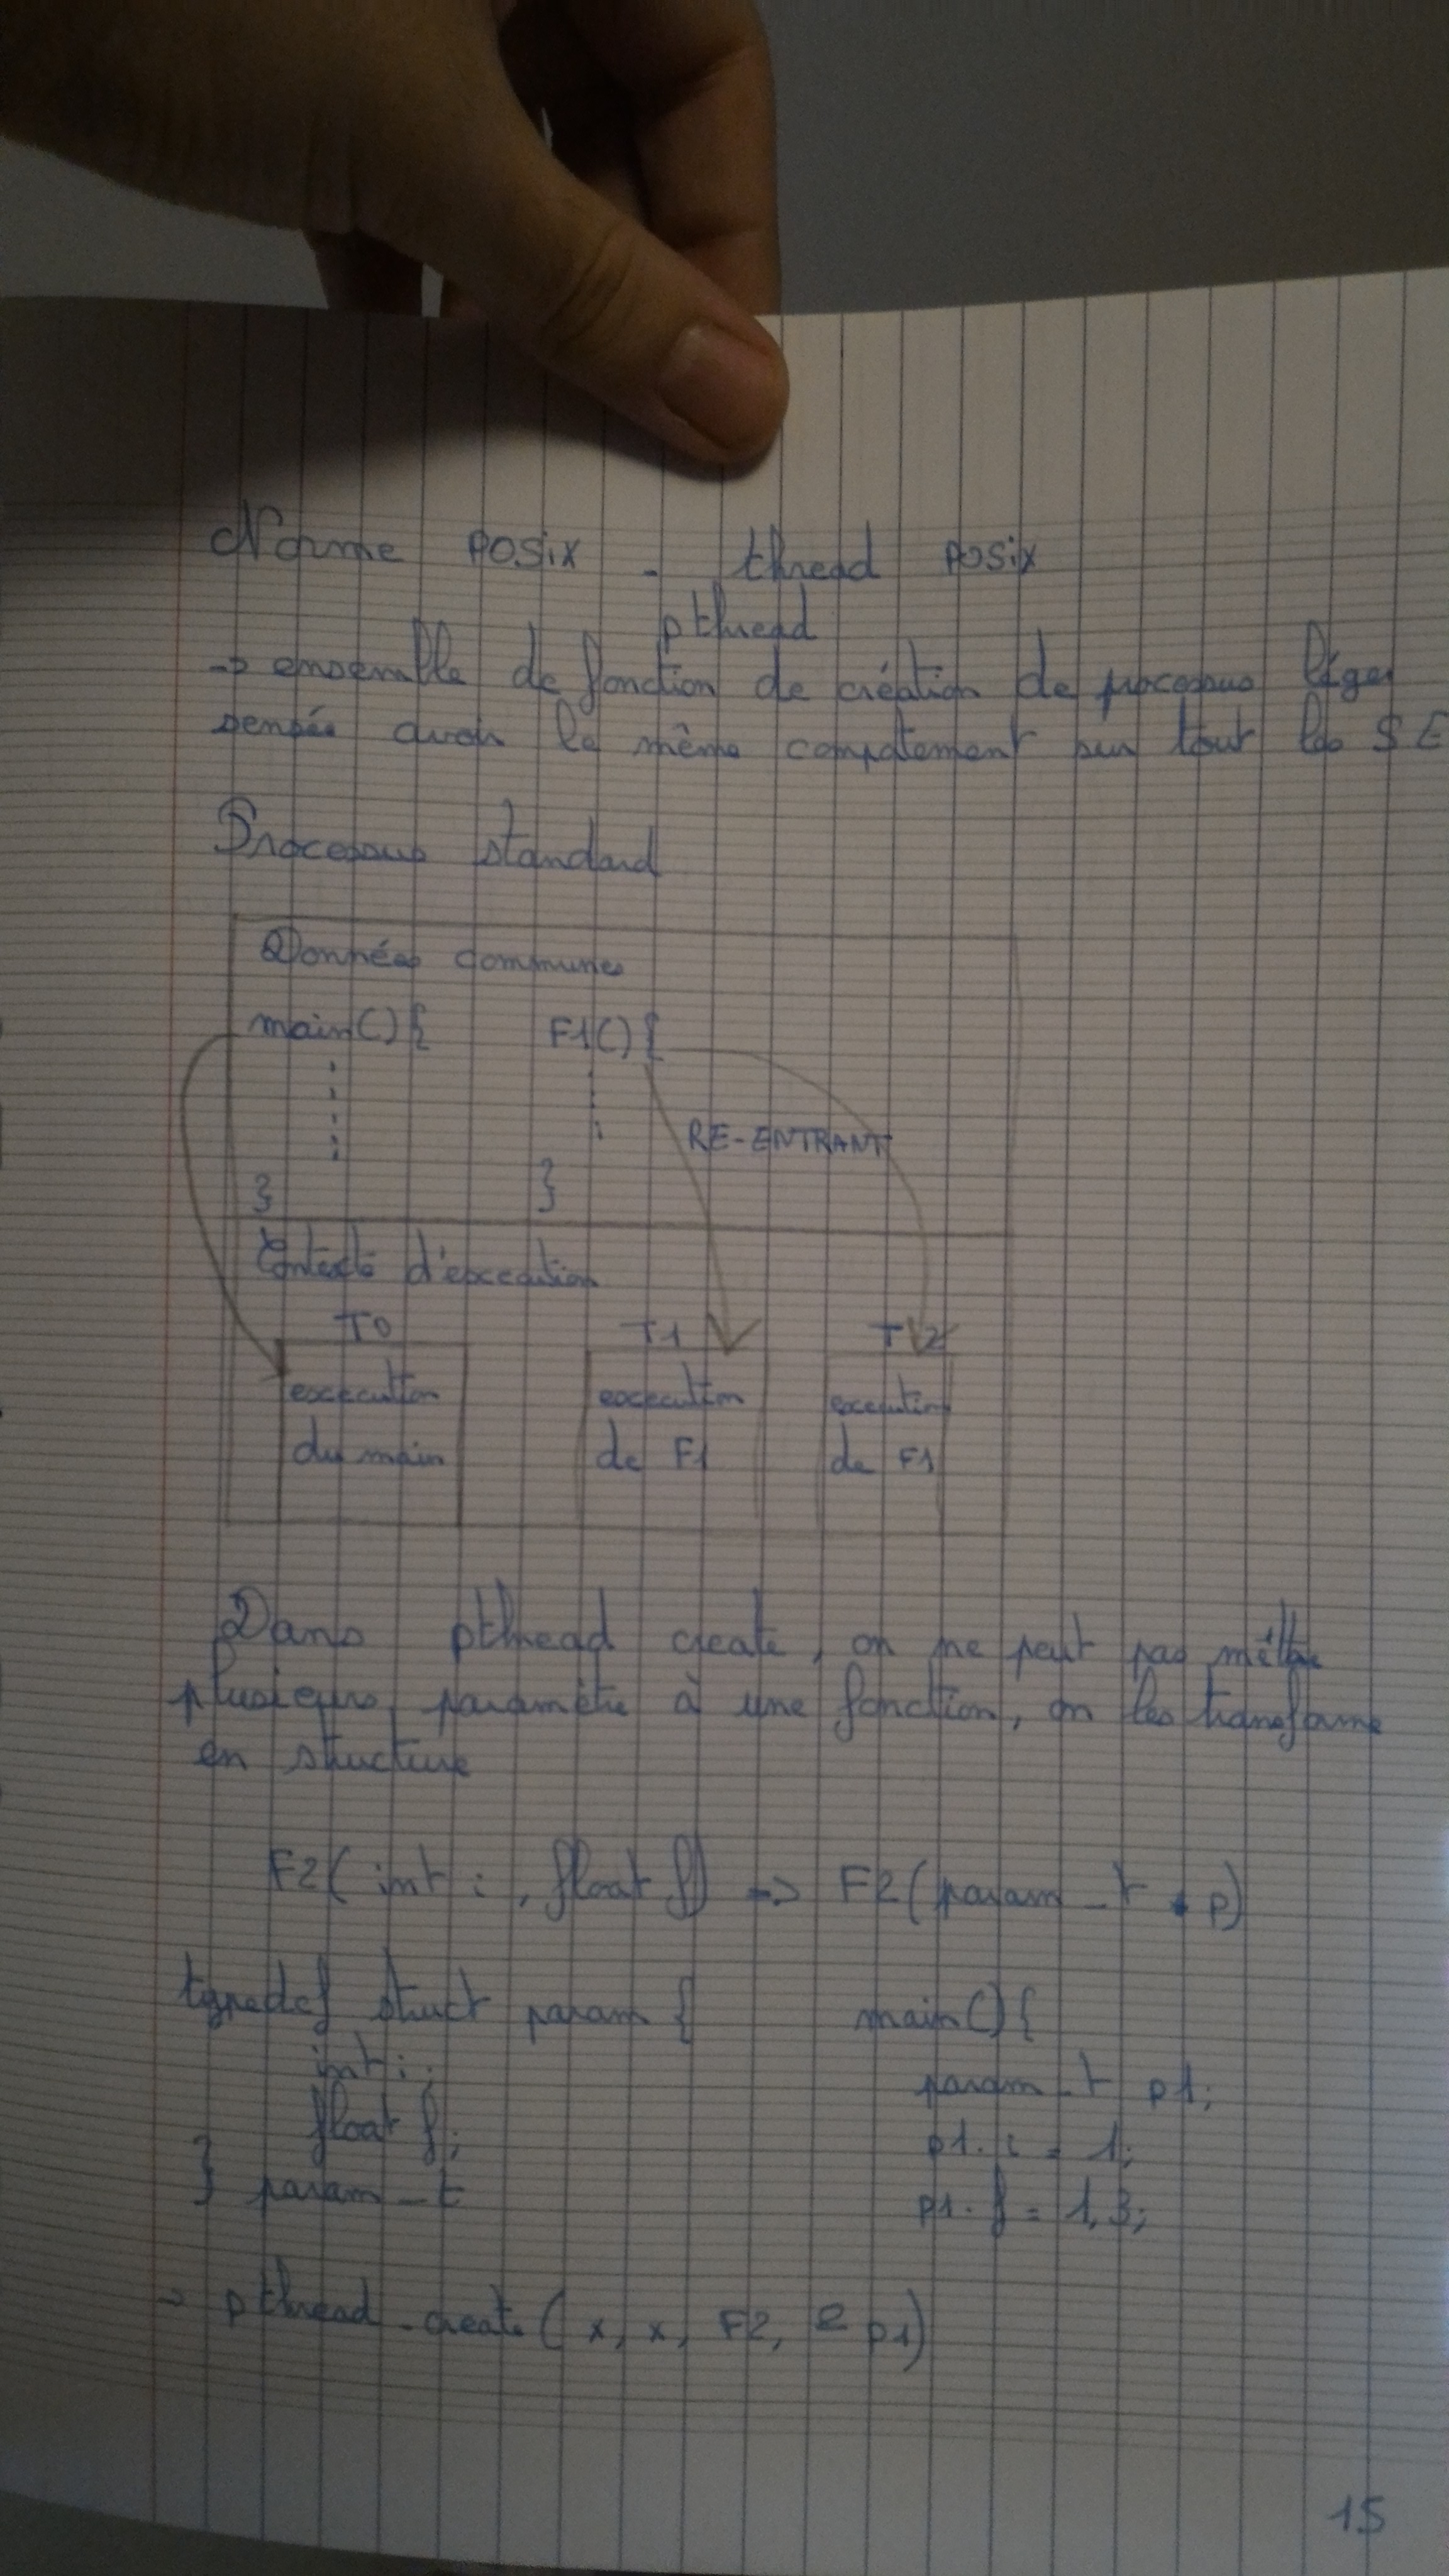 Norme POSIX - thread POSIX
pthread
-> ensemble de fonction de création de processus léger
sensée avoir le même comportement sur tout les SE
Processus standard
Données communes
main(){ F1(){
RE-ENTRANT
} }
Contexte d'execution
T0 T1 T2
execution execution execution
du main de F1 de F1
Dans pthread create, on ne peut pas mettre
plusieurs paramètre à une fonction, on les transforme
en structure
F2(int i, float f) -> F2(param_t * p)
typedef struct param { main(){
int i; param_t p1;
float f; p1.i = 1;
} param_t p1.f = 1,3;
-> pthread_create(x, x, F2, & p1)
15